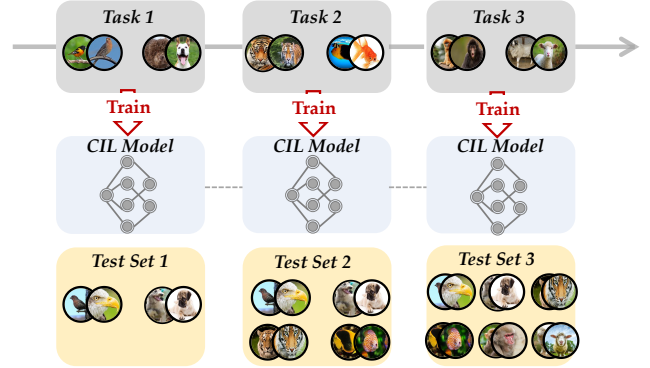 Task 1
Task 2
Task 3
Train
Train
Train
CIL Model
CIL Model
CIL Model
Test Set 1
Test Set 2
Test Set 3